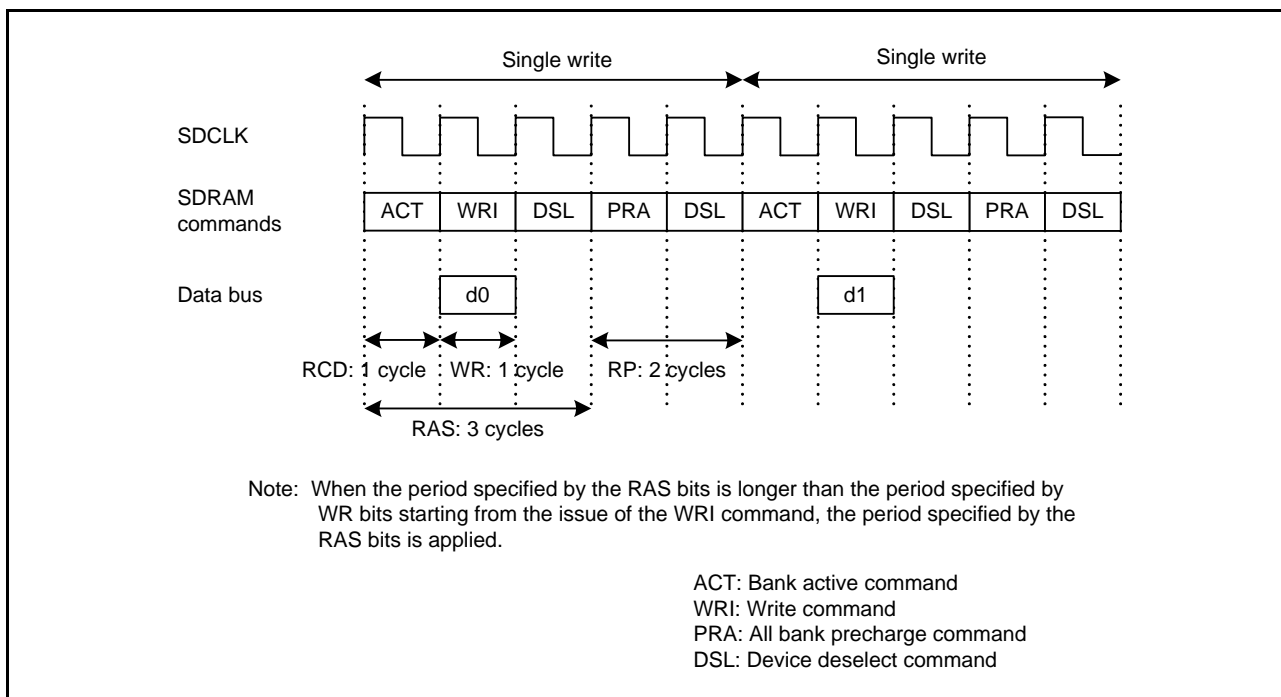 Single write Single write
SDCLK
SDRAM
commands
ACT WRI DSL PRA DSL ACT WRI DSL PRA DSL
Data bus
d0 d1
RCD: 1 cycle WR: 1 cycle RP: 2 cycles
RAS: 3 cycles
Note: When the period specified by the RAS bits is longer than the period specified by
WR bits starting from the issue of the WRI command, the period specified by the
RAS bits is applied.
ACT: Bank active command
WRI: Write command
PRA: All bank precharge command
DSL: Device deselect command